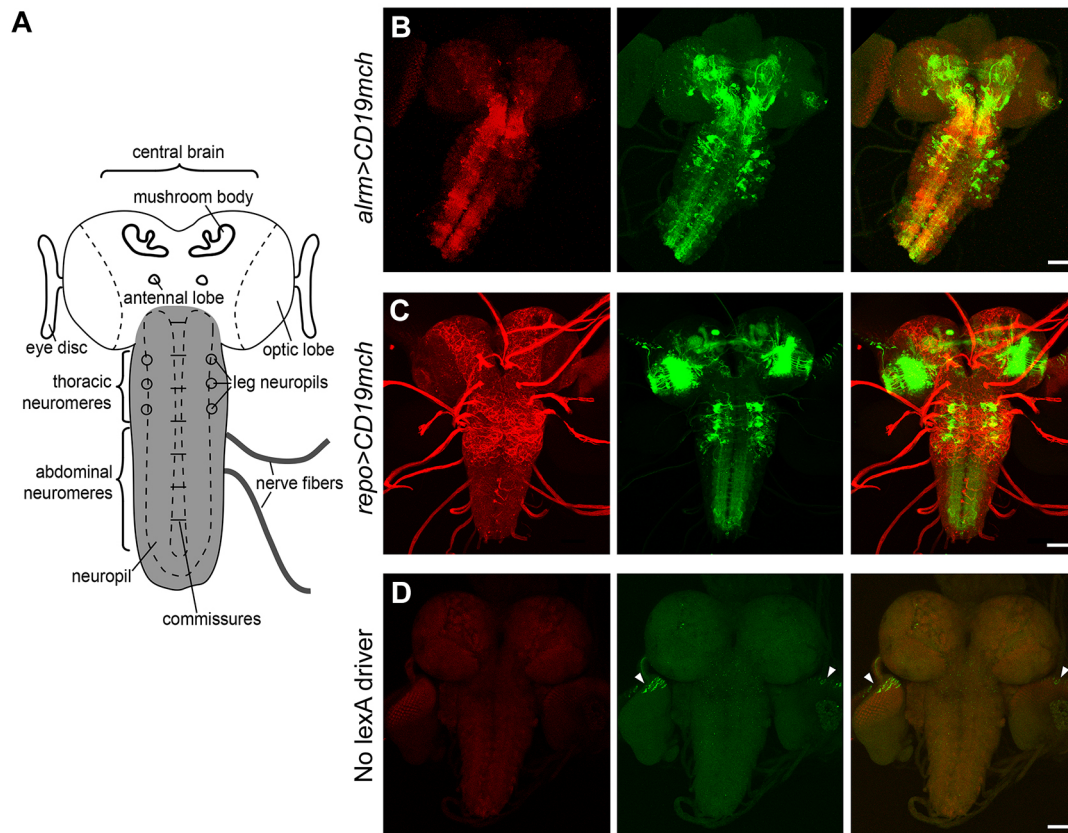 A
central brain
mushroom body
antennal lobe
eye disc
optic lobe
thoracic
neuromeres
leg neuropils
abdominal
neuromeres
nerve fibers
neuropil
commissures
B
alrm>CD19mch
C
repo>CD19mch
D
No lexA driver